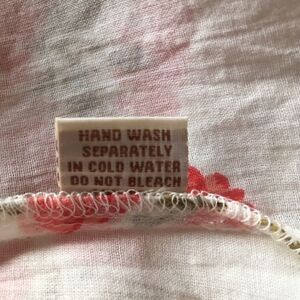 HAND WASH
SEPARATELY
IN COLD WATER
DO NOT BLEACH